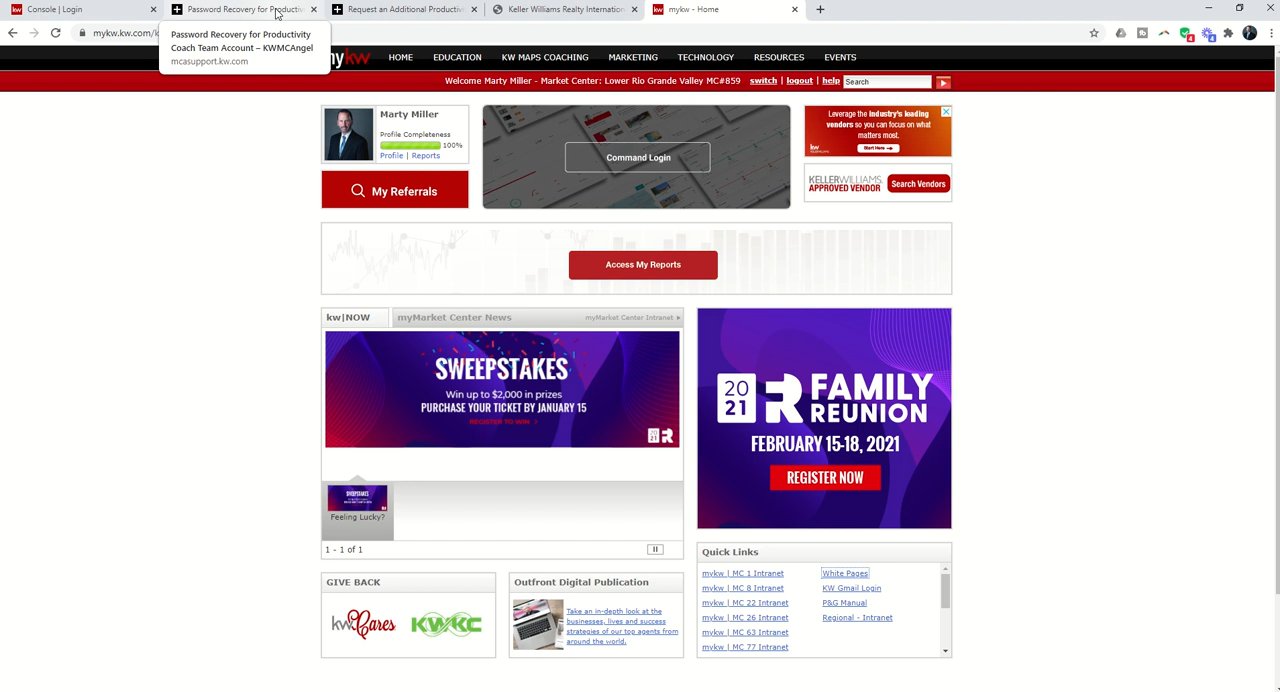 Console | Login
Password Recovery for Productivi
Request an Additional Productivi
Keller Williams Realty Internation
mykw - Home
mykw.kw.com/k
Password Recovery for Productivity
Coach Team Account – KWMCAngel
mcasupport.kw.com
mykw
HOME
EDUCATION
KW MAPS COACHING
MARKETING
TECHNOLOGY
RESOURCES
EVENTS
Welcome Marty Miller - Market Center: Lower Rio Grande Valley MC#859 switch | logout | help Search
Marty Miller
Profile Completeness
100%
Profile | Reports
My Referrals
Command Login
Leverage the industry's leading
vendors so you can focus on what
matters most.
kw
Start Here →
KELLERWILLIAMS
APPROVED VENDOR
Search Vendors
Access My Reports
kw|NOW
myMarket Center News
myMarket Center Intranet
SWEEPSTAKES
Win up to $2,000 in prizes
PURCHASE YOUR TICKET BY JANUARY 15
REGISTER TO WIN
Feeling Lucky?
1 - 1 of 1
20
21
FAMILY
REUNION
FEBRUARY 15-18, 2021
REGISTER NOW
Quick Links
mykw | MC 1 Intranet
mykw | MC 8 Intranet
mykw | MC 22 Intranet
mykw | MC 26 Intranet
mykw | MC 63 Intranet
mykw | MC 77 Intranet
White Pages
KW Gmail Login
P&G Manual
Regional - Intranet
GIVE BACK
kwCares
KWKC
Outfront Digital Publication
Take an in-depth look at the
businesses, lives and success
strategies of our top agents from
around the world.